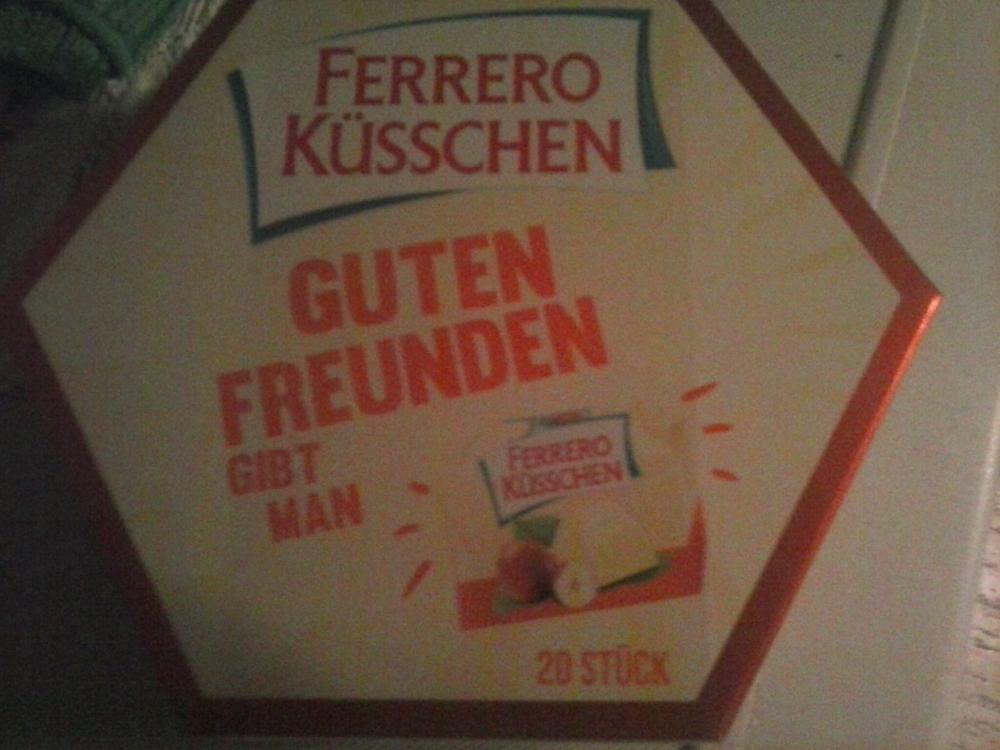 FERRERO
KÜSSCHEN
GUTEN
FREUNDEN
GIBT
MAN
FERRERO
KÜSSCHEN
20 STÜCK